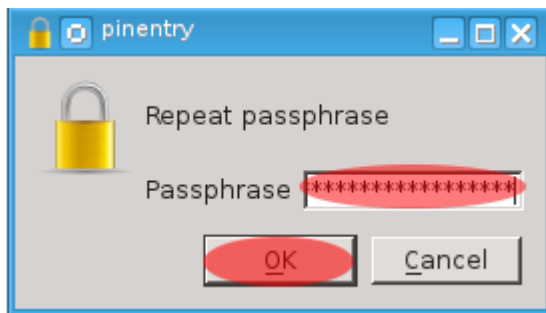 pinentry
Repeat passphrase
Passphrase *****************
OK Cancel